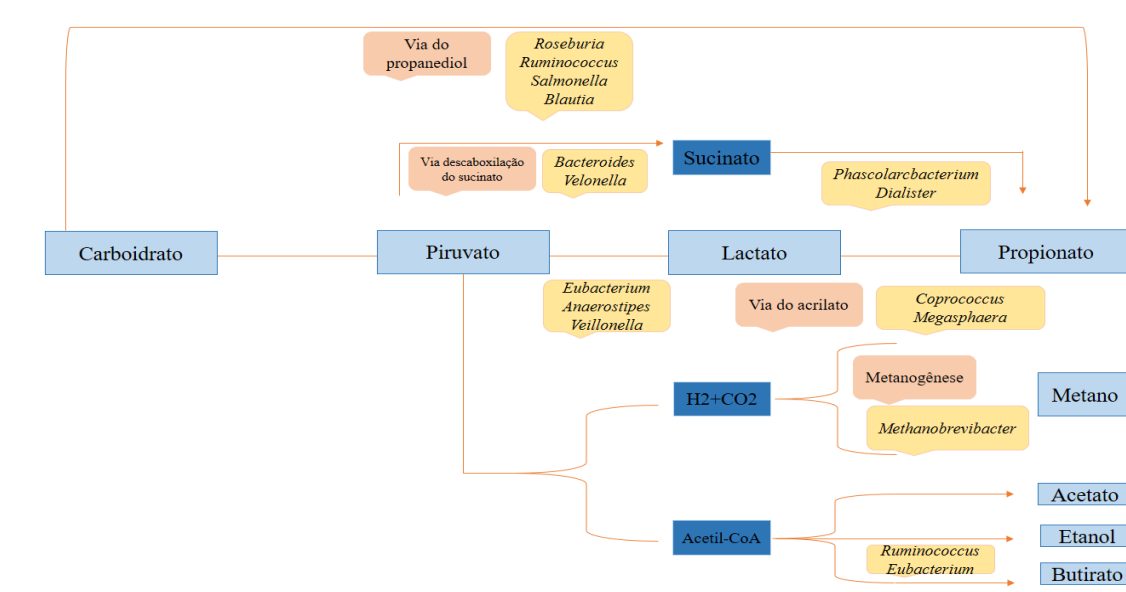 Via do
propanediol
Roseburia
Ruminococcus
Salmonella
Blautia
Via descaboxilação
do sucinato
Bacteroides
Velonella
Sucinato
Phascolarcbacterium
Dialister
Carboidrato
Piruvato
Lactato
Propionato
Eubacterium
Anaerostipes
Veillonella
Via do acrilato
Coprococcus
Megasphaera
H2+CO2
Metanogênese
Methanobrevibacter
Metano
Acetil-CoA
Acetato
Etanol
Ruminococcus
Eubacterium
Butirato